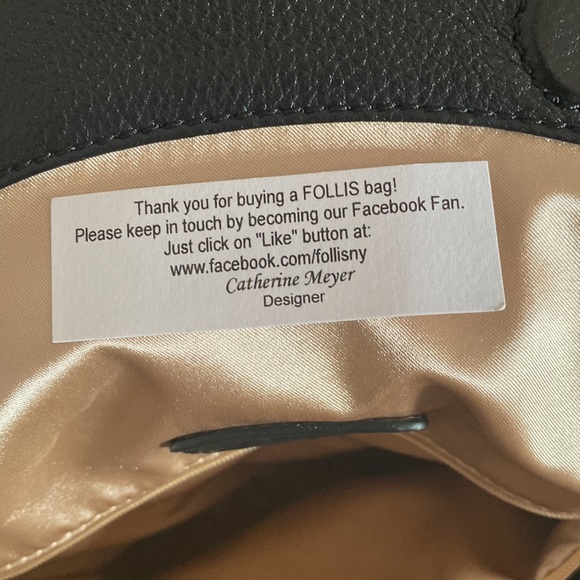 Thank you for buying a FOLLIS bag!
Please keep in touch by becoming our Facebook Fan.
Just click on "Like" button at:
www.facebook.com/follisny
Catherine Meyer
Designer